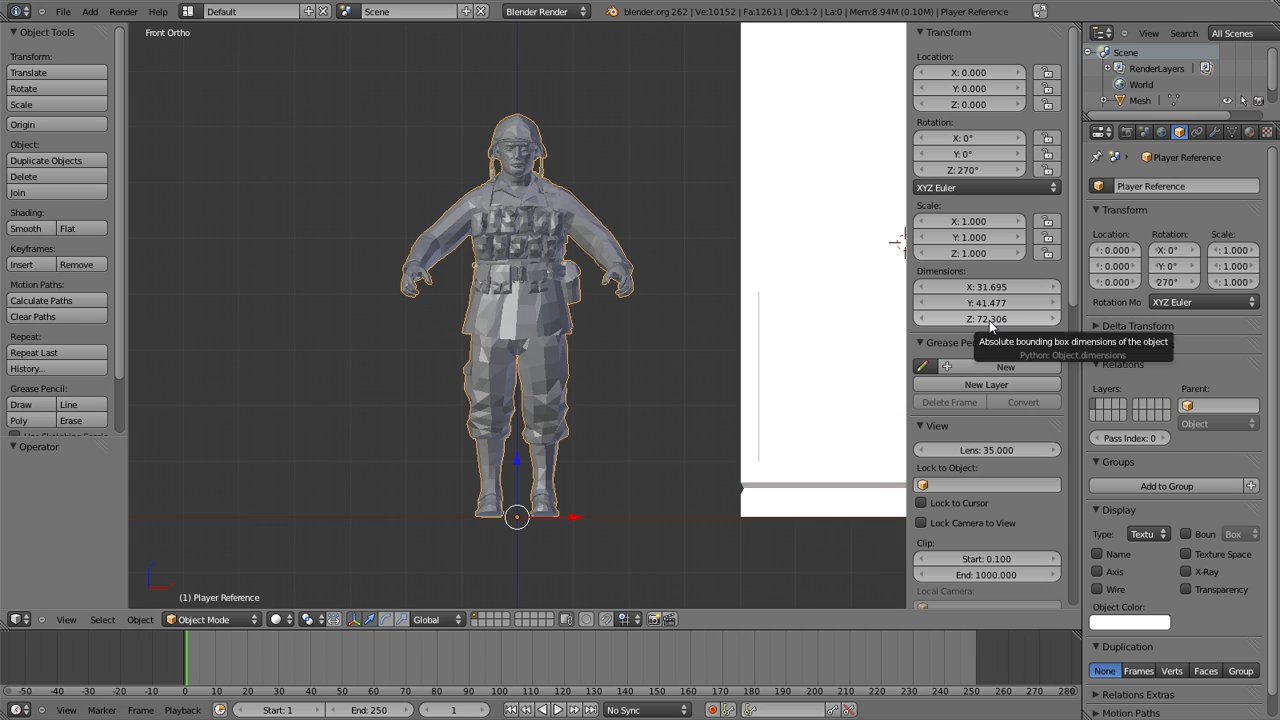 File Add Render Help Default Scene Blender Render blender.org 262 | Ve:10152 | Fa:12611 | Ob:1-2 | La:0 | Mem:8.94M (0.10M) | Player Reference
Object Tools
Transform:
Translate
Rotate
Scale
Origin
Object:
Duplicate Objects
Delete
Join
Shading:
Smooth Flat
Keyframes:
Insert Remove
Motion Paths:
Calculate Paths
Clear Paths
Repeat:
Repeat Last
History...
Grease Pencil:
Draw Line
Poly Erase
Operator
Front Ortho
(1) Player Reference
Transform
Location:
X: 0.000
Y: 0.000
Z: 0.000
Rotation:
X: 0°
Y: 0°
Z: 270°
XYZ Euler
Scale:
X: 1.000
Y: 1.000
Z: 1.000
Dimensions:
X: 31.695
Y: 41.477
Z: 72.306
Absolute bounding box dimensions of the object
Python: Object.dimensions
Grease Pen
New
New Layer
Delete Frame Convert
View
Lens: 35.000
Lock to Object:
Lock to Cursor
Lock Camera to View
Clip:
Start: 0.100
End: 1000.000
Local Camera:
View Search All Scenes
Scene
RenderLayers |
World
Mesh |
Player Reference
Player Reference
Transform
Location: Rotation: Scale:
: 0.000 X: 0° : 1.000
: 0.000 Y: 0° : 1.000
: 0.000 270° : 1.000
Rotation Mo XYZ Euler
Delta Transform
Relations
Layers: Parent:
Object
Pass Index: 0
Groups
Add to Group
Display
Type: Textu Boun Box
Name Texture Space
Axis X-Ray
Wire Transparency
Object Color:
Duplication
None Frames Verts Faces Group
Relations Extras
Motion Paths
View Select Object Object Mode Global
-50 -40 -30 -20 -10 0 10 20 30 40 50 60 70 80 90 100 110 120 130 140 150 160 170 180 190 200 210 220 230 240 250 260 270 280
View Marker Frame Playback Start: 1 End: 250 1 No Sync